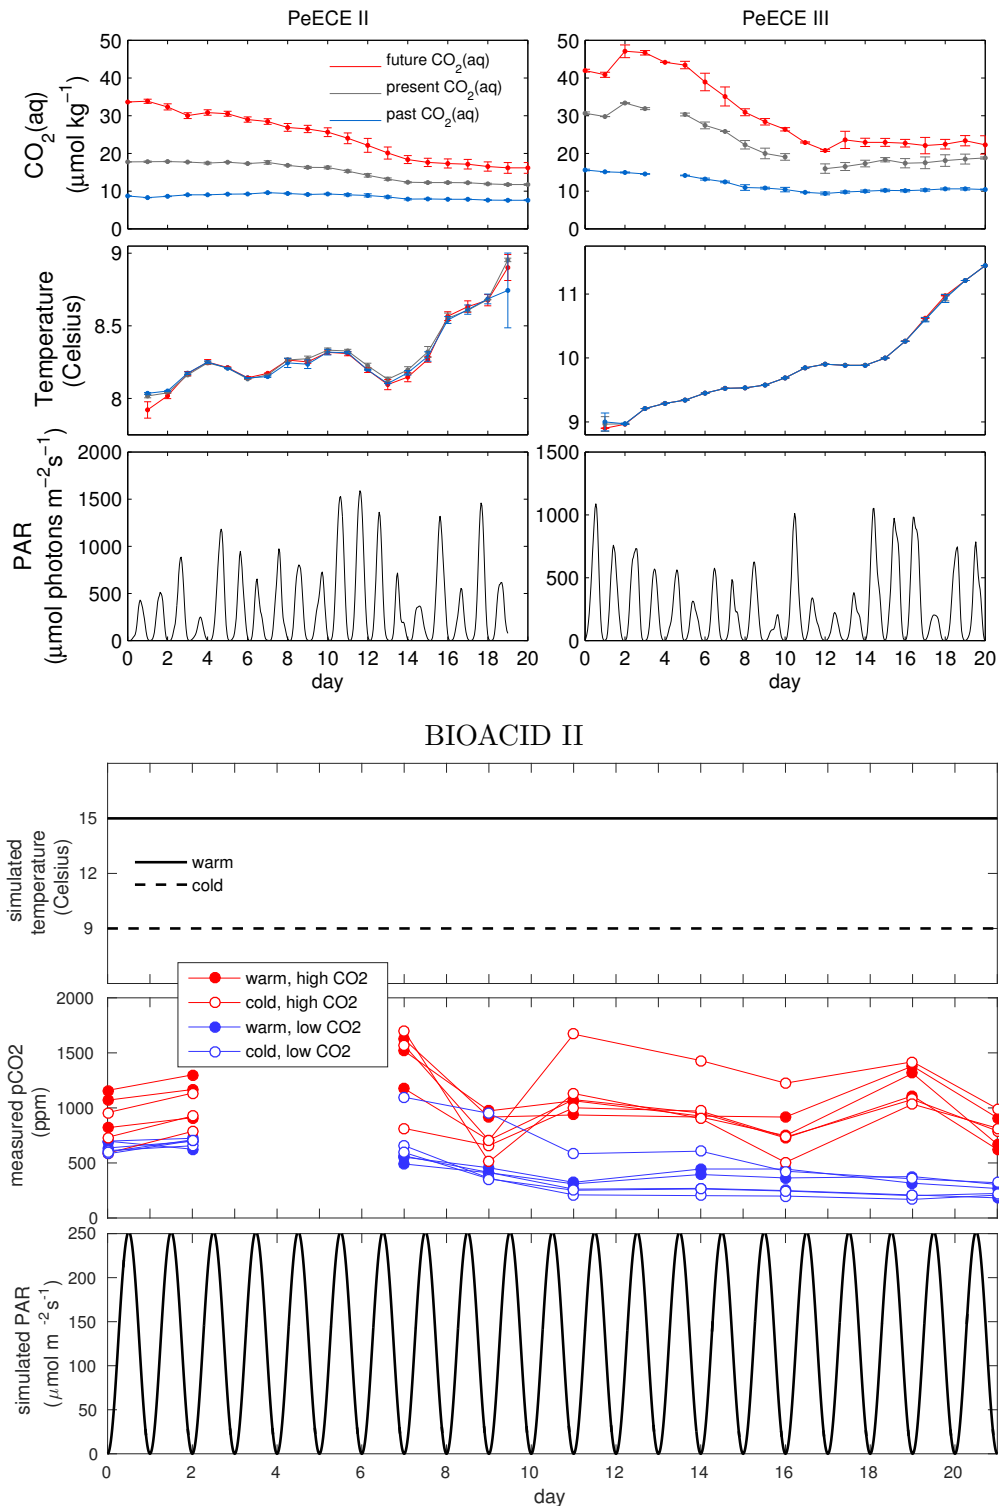 PeECE II
PeECE III
CO2(aq)
(μmol kg−1)
50
40
30
20
10
0
future CO2(aq)
present CO2(aq)
past CO2(aq)
50
40
30
20
10
0
Temperature
(Celsius)
9
8.5
8
11
10
9
PAR
(μmol photons m−2s−1)
2000
1500
1000
500
0
0 2 4 6 8 10 12 14 16 18 20
day
1500
1000
500
0
0 2 4 6 8 10 12 14 16 18 20
day
BIOACID II
simulated
temperature
(Celsius)
15
12
9
warm
cold
measured pCO2
(ppm)
2000
1500
1000
500
0
warm, high CO2
cold, high CO2
warm, low CO2
cold, low CO2
simulated PAR
(μmol m -2s-1)
250
200
150
100
50
0
0 2 4 6 8 10 12 14 16 18 20
day